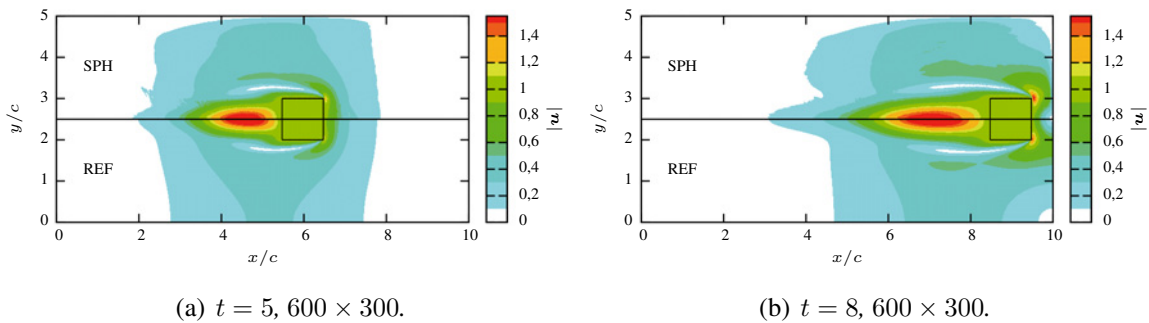 5
4
3
2
1
0
y/c
SPH
REF
0 2 4 6 8 10
x/c
1,4
1,2
1
0,8
0,6
0,4
0,2
0
|u|
(a) t = 5, 600 × 300.
5
4
3
2
1
0
y/c
SPH
REF
0 2 4 6 8 10
x/c
1,4
1,2
1
0,8
0,6
0,4
0,2
0
|u|
(b) t = 8, 600 × 300.